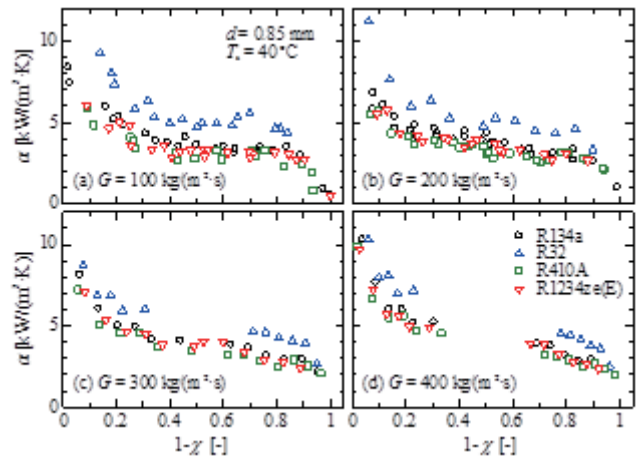 10
5
0
α [kW/(m²·K)]
d = 0.85 mm
Tₛ = 40°C
(a) G = 100 kg(m²·s)
(b) G = 200 kg(m²·s)
10
5
0
α [kW/(m²·K)]
R134a
R32
R410A
R1234ze(E)
(c) G = 300 kg(m²·s)
(d) G = 400 kg(m²·s)
0 0.2 0.4 0.6 0.8 1 0 0.2 0.4 0.6 0.8 1
1-χ [-] 1-χ [-]